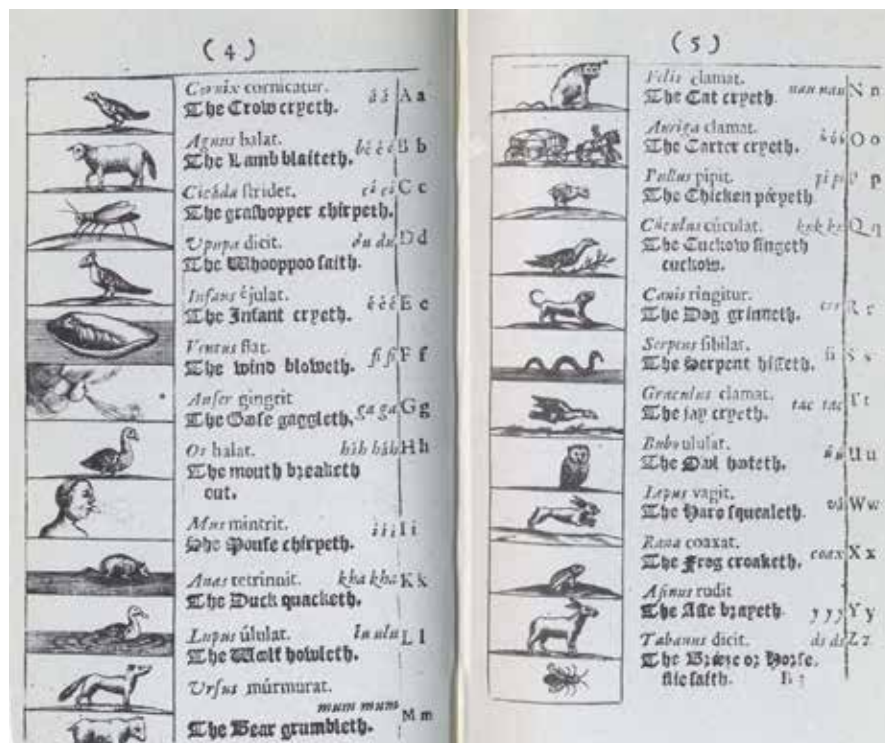 (4)
Cornix cornicatur. á á A a
The Crow cryeth.
Agnus balat. bé é é B b
The Lamb blaiteth.
Cicáda stridet. cí cí C c
The grashopper chirpeth.
Upupa dicit. du du D d
The Whooppoo saith.
Infans éjulat. é é é E e
The Infant cryeth.
Ventus flat. fi fi F f
The wind bloweth.
Anser gingrit ga ga G g
The Gose gaggleth.
Os halat. háh háh H h
The mouth breatheth
out.
Mus mintrit. í í í I i
The Mouse chirpeth.
Anas tetrinnit. kha kha K k
The Duck quacketh.
Lupus úlulat. lu ulu L l
The Wolf howleth.
Ursus múrmurat.
mum mum M m
The Bear grumbleth.
(5)
Felis clamat. nau nau N n
The Cat cryeth.
Auriga clamat. ó ó ó O o
The Carter cryeth.
Pullus pipit. pi pi P p
The Chicken peepeth.
Cúculus cúculat. kuk ku Q q
The Cuckow singeth
cuckow.
Canis ringitur. err R r
The Dog grinneth.
Serpens sibilat. si S s
The Serpent hisseth.
Graculus clamat. tac tac T t
The jay cryeth.
Bubo ululat. ú ú U u
The Owl hooteth.
Lepus vagit. vá W w
The Hare squeaketh.
Rana coaxat. coax X x
The Frog croaketh.
Asinus rudit y y y Y y
The Asse brayeth.
Tabanus dicit. ds ds Z z
The Breeze or Horse-
flie saith.